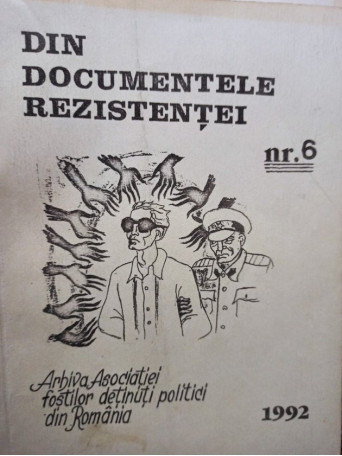 DIN
DOCUMENTELE
REZISTENȚEI
nr.6
Arhiva Asociației
foștilor deținuți politici
din România
1992